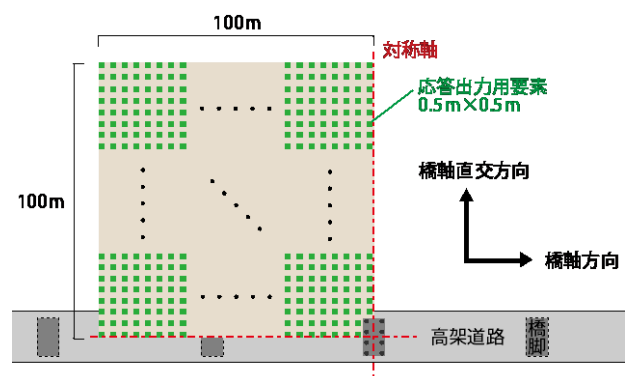 100m
対称軸
応答出力用要素
0.5m×0.5m
橋軸直交方向
100m
橋軸方向
高架道路
橋脚